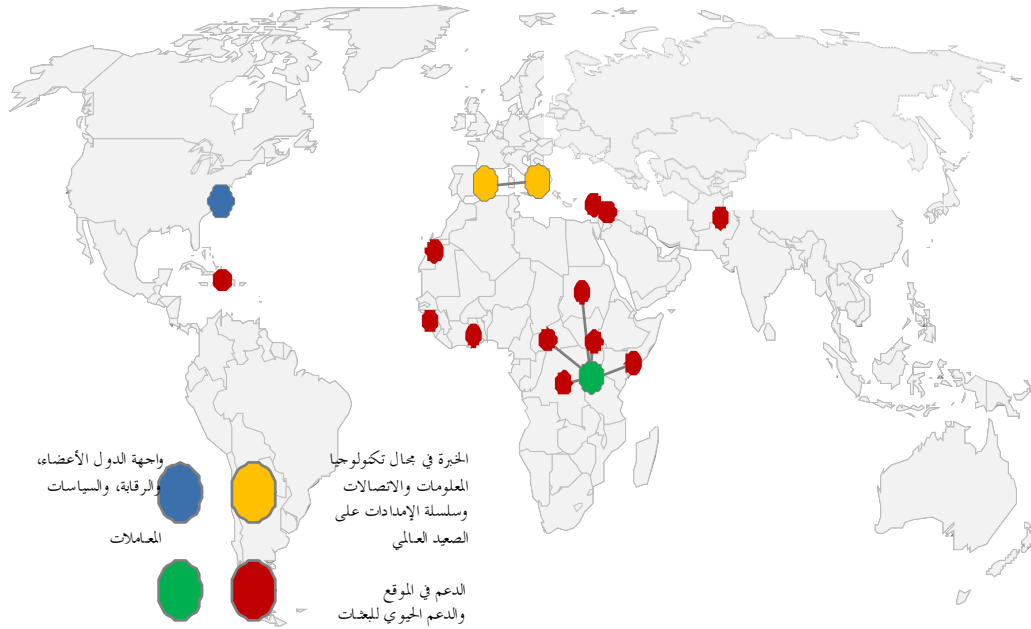 واجهة الدول الأعضاء،
والرقابة، والسياسات
المعاملات
الخبرة في مجال تكنولوجيا
المعلومات والاتصالات
وسلسلة الإمدادات على
الصعيد العالمي
الدعم في الموقع
والدعم الحيوي للبعثات